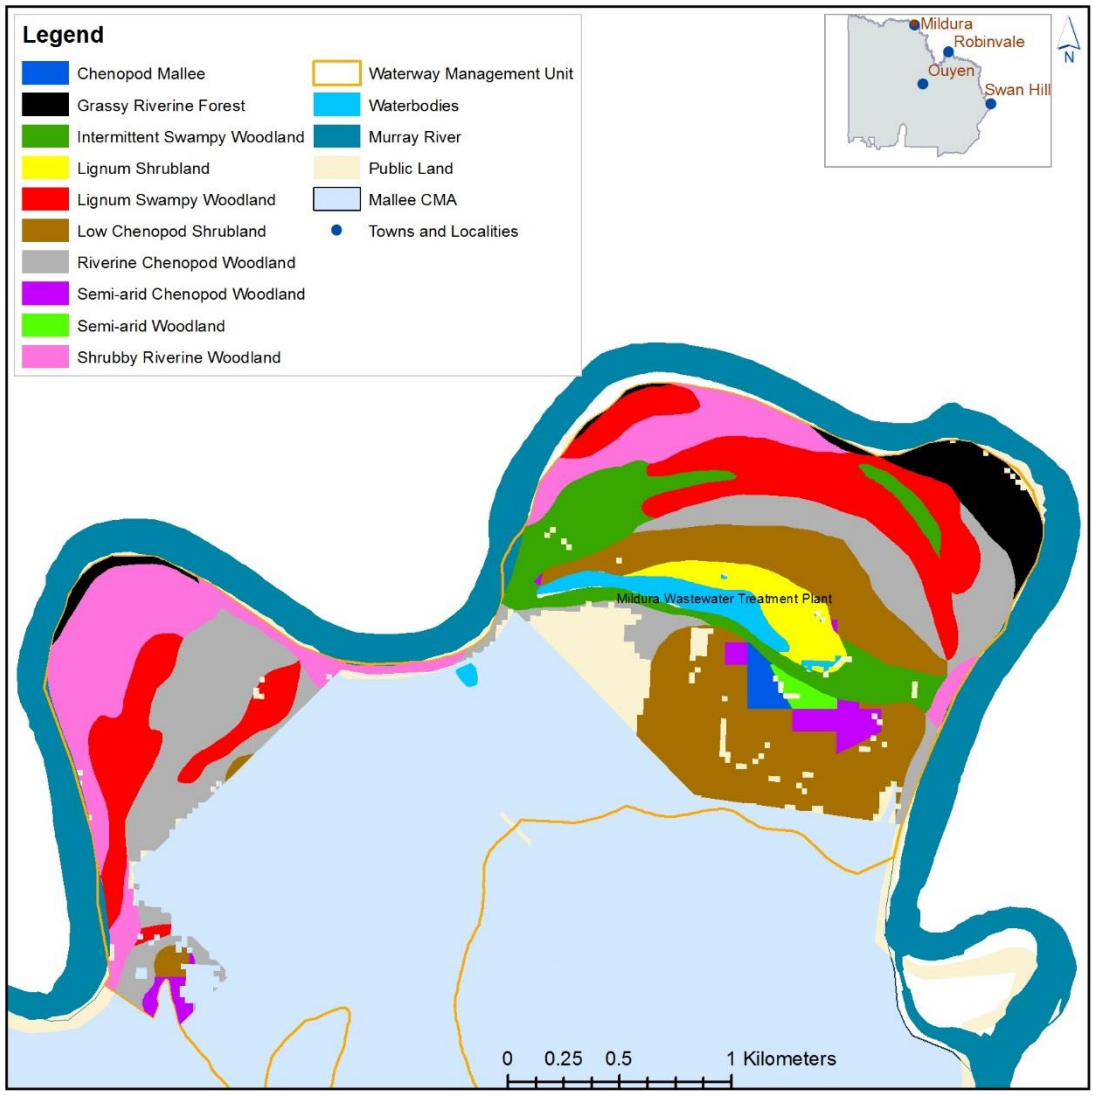 Legend
Chenopod Mallee
Grassy Riverine Forest
Intermittent Swampy Woodland
Lignum Shrubland
Lignum Swampy Woodland
Low Chenopod Shrubland
Riverine Chenopod Woodland
Semi-arid Chenopod Woodland
Semi-arid Woodland
Shrubby Riverine Woodland
Waterway Management Unit
Waterbodies
Murray River
Public Land
Mallee CMA
Towns and Localities
Mildura
Robinvale
Ouyen
Swan Hill
N
Mildura Wastewater Treatment Plant
0 0.25 0.5 1 Kilometers